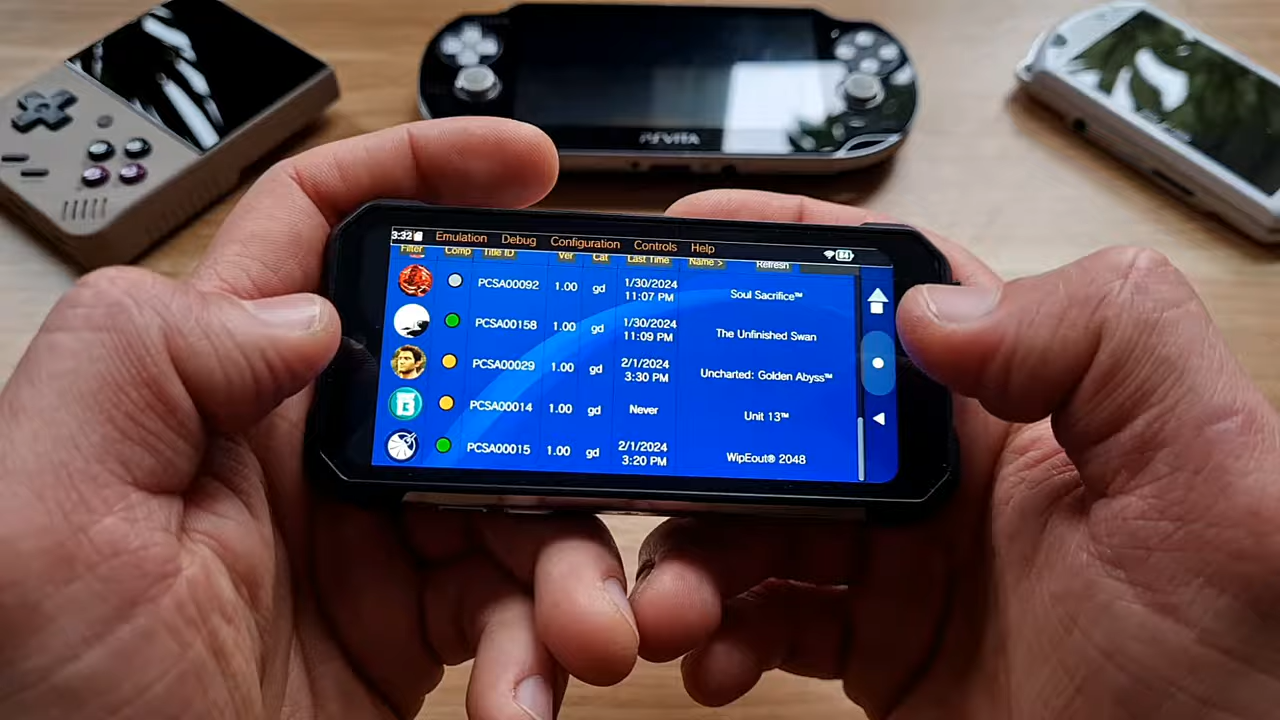 PSVITA
3:32 Emulation Debug Configuration Controls Help 84
Filter Comp Title ID Ver Cat Last Time Name > Refresh
PCSA00092 1.00 gd 1/30/2024 11:07 PM Soul Sacrifice™
PCSA00158 1.00 gd 1/30/2024 11:09 PM The Unfinished Swan
PCSA00029 1.00 gd 2/1/2024 3:30 PM Uncharted: Golden Abyss™
PCSA00014 1.00 gd Never Unit 13™
PCSA00015 1.00 gd 2/1/2024 3:20 PM WipEout® 2048